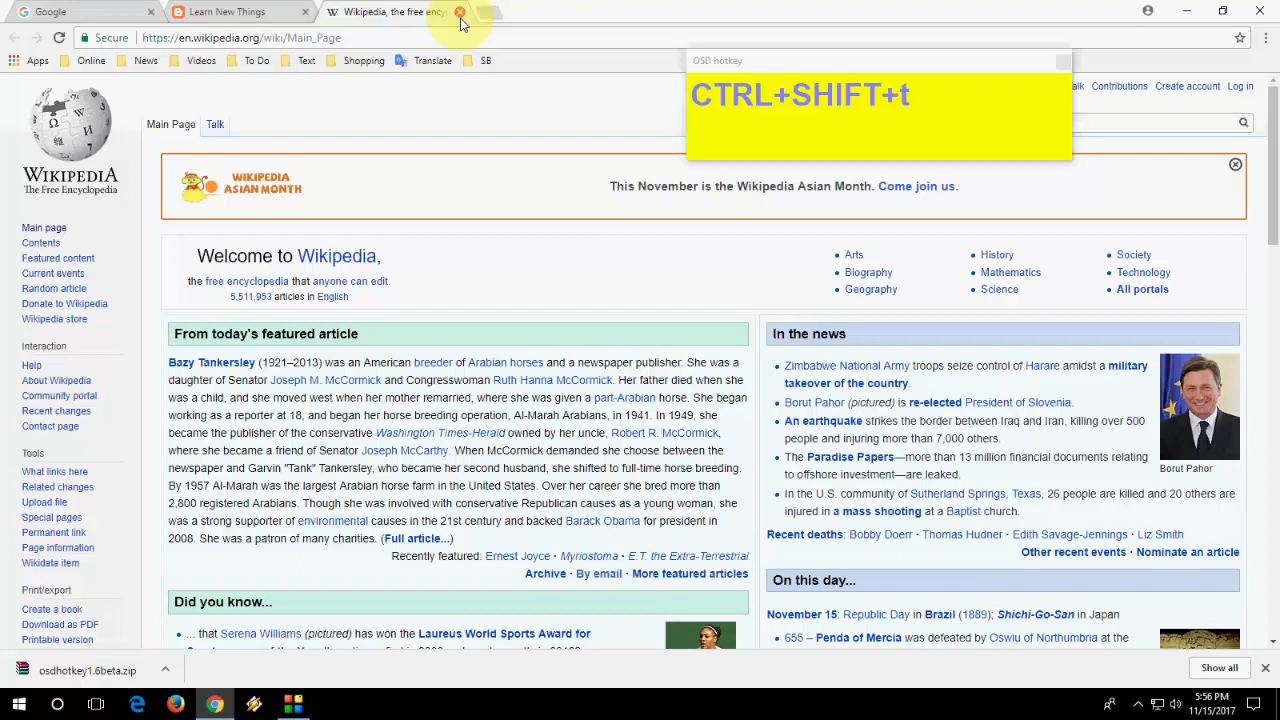 Google
Learn New Things
Wikipedia, the free ency
Secure
https://en.wikipedia.org/wiki/Main_Page
Apps
Online
News
Videos
To Do
Text
Shopping
Translate
SB
OSD hotkey
CTRL+SHIFT+t
alk
Contributions
Create account
Log in
WIKIPEDIA
The Free Encyclopedia
Main Page
Talk
WIKIPEDIA
ASIAN MONTH
This November is the Wikipedia Asian Month. Come join us.
Main page
Contents
Featured content
Current events
Random article
Donate to Wikipedia
Wikipedia store
Interaction
Help
About Wikipedia
Community portal
Recent changes
Contact page
Tools
What links here
Related changes
Upload file
Special pages
Permanent link
Page information
Wikidata item
Print/export
Create a book
Download as PDF
Printable version
Welcome to Wikipedia,
the free encyclopedia that anyone can edit.
5,511,953 articles in English
Arts
Biography
Geography
History
Mathematics
Science
Society
Technology
All portals
From today's featured article
Bazy Tankersley (1921–2013) was an American breeder of Arabian horses and a newspaper publisher. She was a
daughter of Senator Joseph M. McCormick and Congresswoman Ruth Hanna McCormick. Her father died when she
was a child, and she moved west when her mother remarried, where she was given a part-Arabian horse. She began
working as a reporter at 18, and began her horse breeding operation, Al-Marah Arabians, in 1941. In 1949, she
became the publisher of the conservative Washington Times-Herald owned by her uncle, Robert R. McCormick,
where she became a friend of Senator Joseph McCarthy. When McCormick demanded she choose between the
newspaper and Garvin "Tank" Tankersley, who became her second husband, she shifted to full-time horse breeding.
By 1957 Al-Marah was the largest Arabian horse farm in the United States. Over her career she bred more than
2,800 registered Arabians. Though she was involved with conservative Republican causes as a young woman, she
was a strong supporter of environmental causes in the 21st century and backed Barack Obama for president in
2008. She was a patron of many charities. (Full article...)
Recently featured: Ernest Joyce · Myriostoma · E.T. the Extra-Terrestrial
Archive · By email · More featured articles
Did you know...
... that Serena Williams (pictured) has won the Laureus World Sports Award for
In the news
Zimbabwe National Army troops seize control of Harare amidst a military
takeover of the country.
Borut Pahor (pictured) is re-elected President of Slovenia.
An earthquake strikes the border between Iraq and Iran, killing over 500
people and injuring more than 7,000 others.
The Paradise Papers—more than 13 million financial documents relating
to offshore investment—are leaked.
In the U.S. community of Sutherland Springs, Texas, 26 people are killed and 20 others are
injured in a mass shooting at a Baptist church.
Borut Pahor
Recent deaths: Bobby Doerr · Thomas Hudner · Edith Savage-Jennings · Liz Smith
Other recent events · Nominate an article
On this day...
November 15: Republic Day in Brazil (1889); Shichi-Go-San in Japan
655 – Penda of Mercia was defeated by Oswiu of Northumbria at the
osdhotkey1.6beta.zip
Show all
5:56 PM
11/15/2017